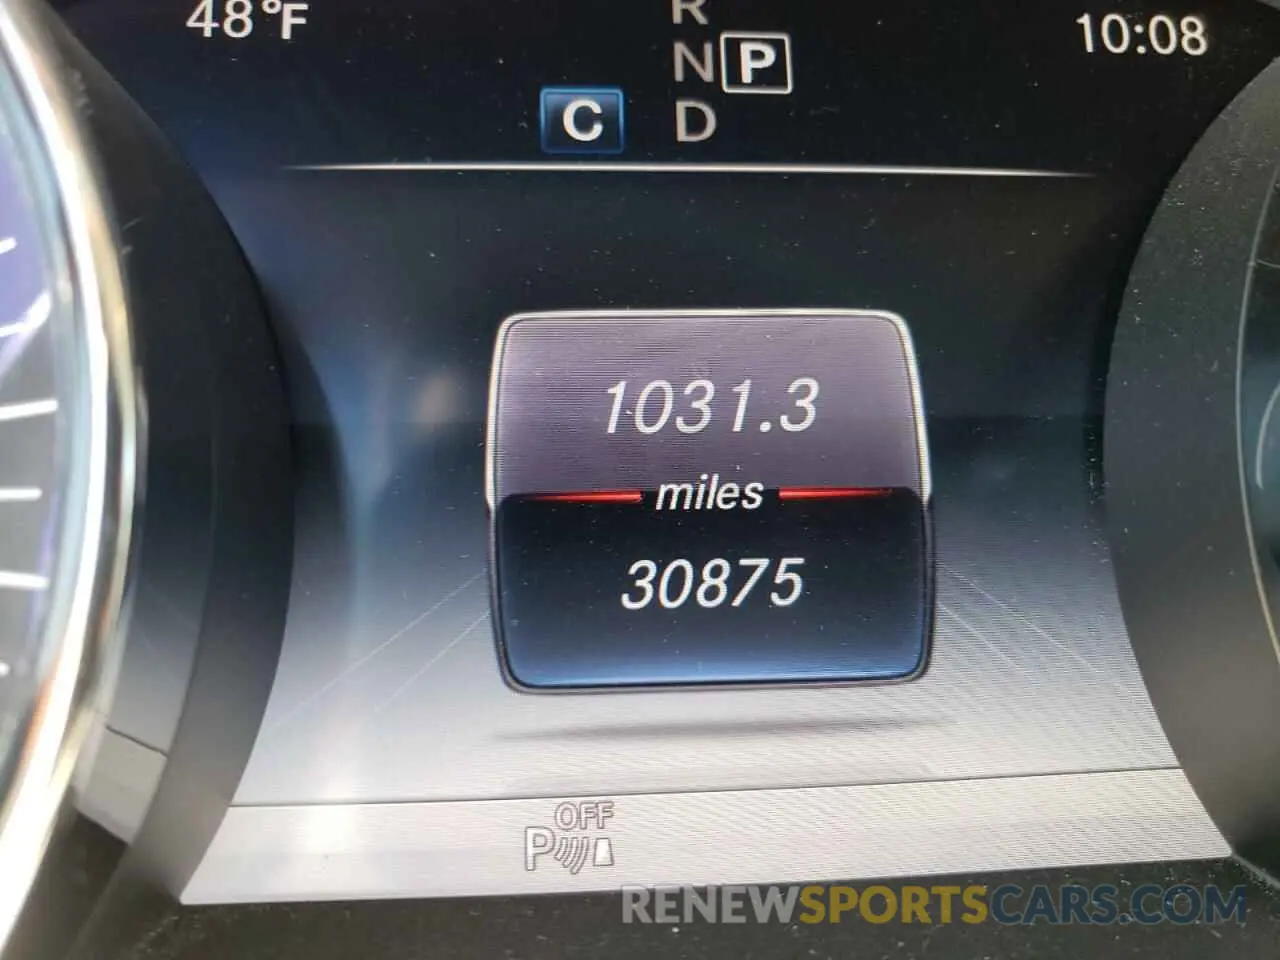 48°F
R
10:08
N P
C D
1031.3
miles
30875
OFF
P
RENEWSPORTSCARS.COM